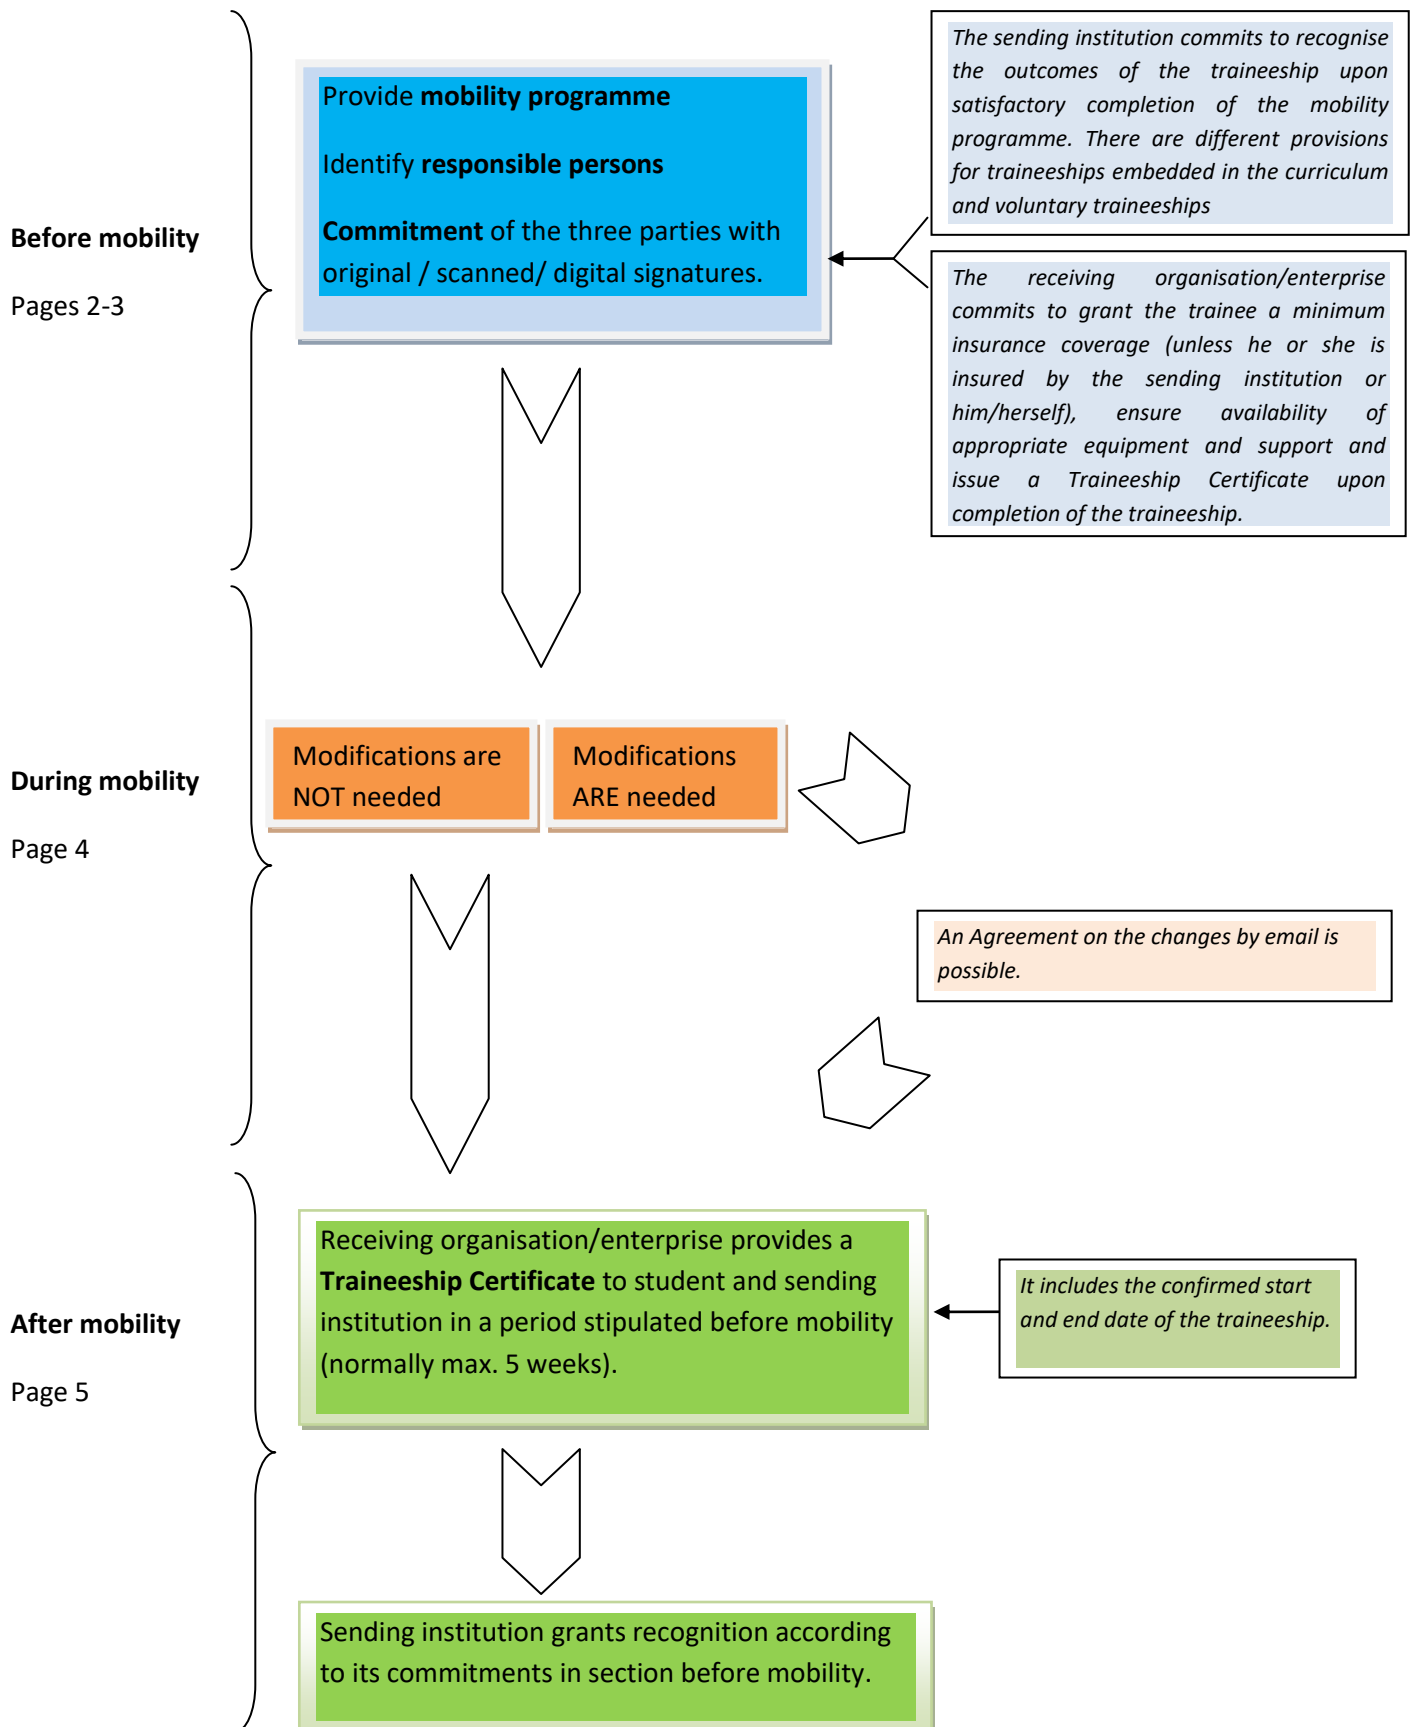 Before mobility
Pages 2-3
Provide mobility programme
Identify responsible persons
Commitment of the three parties with
original / scanned/ digital signatures.
The sending institution commits to recognise
the outcomes of the traineeship upon
satisfactory completion of the mobility
programme. There are different provisions
for traineeships embedded in the curriculum
and voluntary traineeships
The receiving organisation/enterprise
commits to grant the trainee a minimum
insurance coverage (unless he or she is
insured by the sending institution or
him/herself), ensure availability of
appropriate equipment and support and
issue a Traineeship Certificate upon
completion of the traineeship.
During mobility
Page 4
Modifications are
NOT needed
Modifications
ARE needed
An Agreement on the changes by email is
possible.
After mobility
Page 5
Receiving organisation/enterprise provides a
Traineeship Certificate to student and sending
institution in a period stipulated before mobility
(normally max. 5 weeks).
It includes the confirmed start
and end date of the traineeship.
Sending institution grants recognition according
to its commitments in section before mobility.